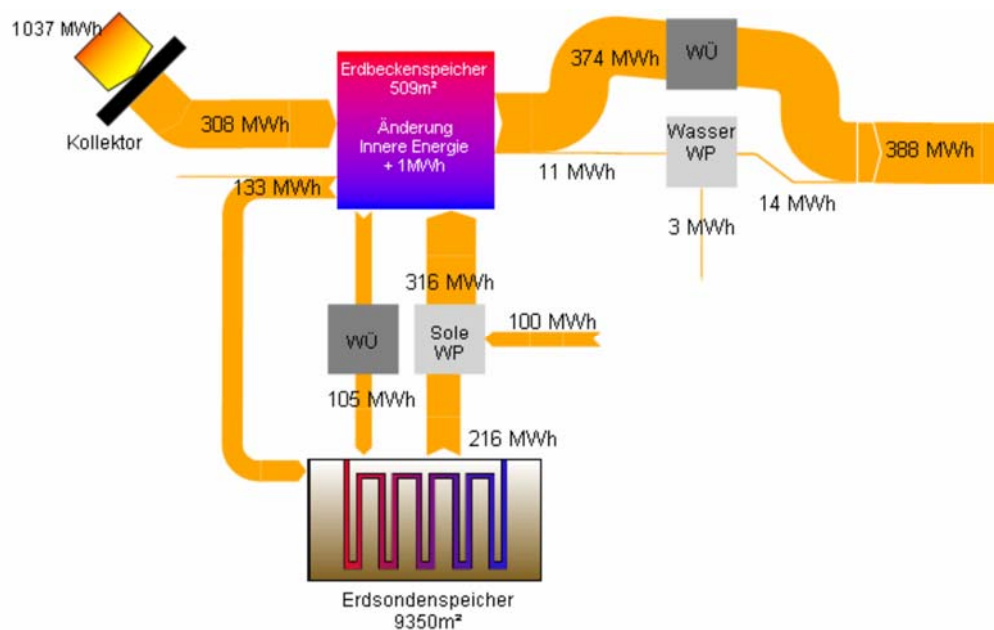 1037 MWh
Kollektor
308 MWh
Erdbeckenspeicher
509m²
Änderung
Innere Energie
+ 1MWh
374 MWh
WÜ
Wasser
WP
388 MWh
11 MWh
14 MWh
3 MWh
133 MWh
316 MWh
WÜ
Sole
WP
100 MWh
105 MWh
216 MWh
Erdsondenspeicher
9350m²